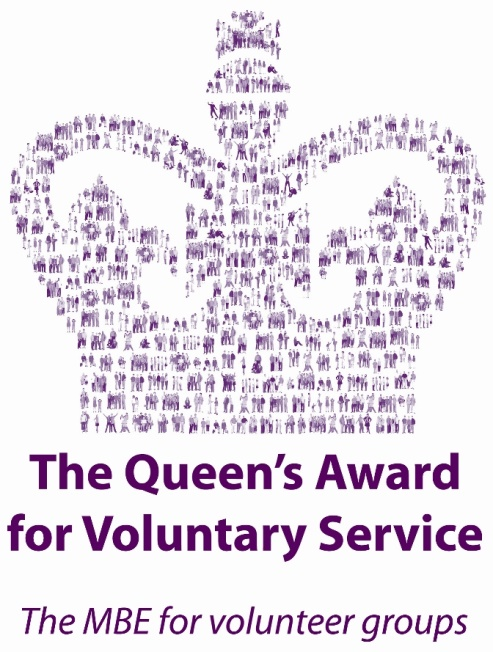 The Queen’s Award
for Voluntary Service
The MBE for volunteer groups